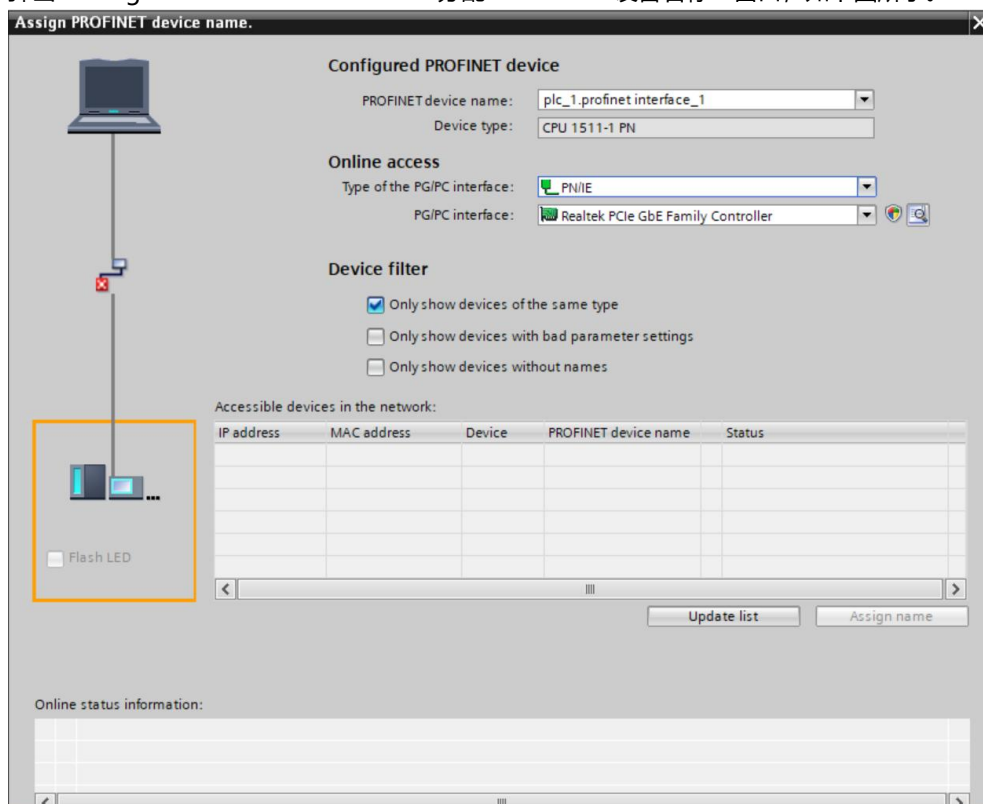 Assign PROFINET device name.
Configured PROFINET device
PROFINET device name: plc_1.profinet interface_1
Device type: CPU 1511-1 PN
Online access
Type of the PG/PC interface: PN/IE
PG/PC interface: Realtek PCIe GbE Family Controller
Device filter
Only show devices of the same type
Only show devices with bad parameter settings
Only show devices without names
Accessible devices in the network:
IP address MAC address Device PROFINET device name Status
Flash LED
Update list Assign name
Online status information: